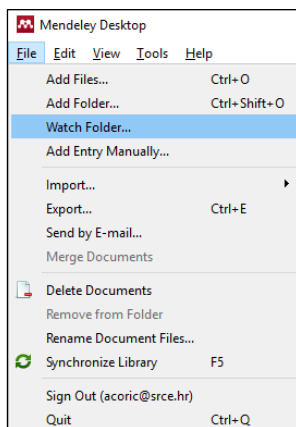 Mendeley Desktop
File Edit View Tools Help
Add Files... Ctrl+O
Add Folder... Ctrl+Shift+O
Watch Folder...
Add Entry Manually...
Import...
Export... Ctrl+E
Send by E-mail...
Merge Documents
Delete Documents
Remove from Folder
Rename Document Files...
Synchronize Library F5
Sign Out (acoric@srce.hr)
Quit Ctrl+Q